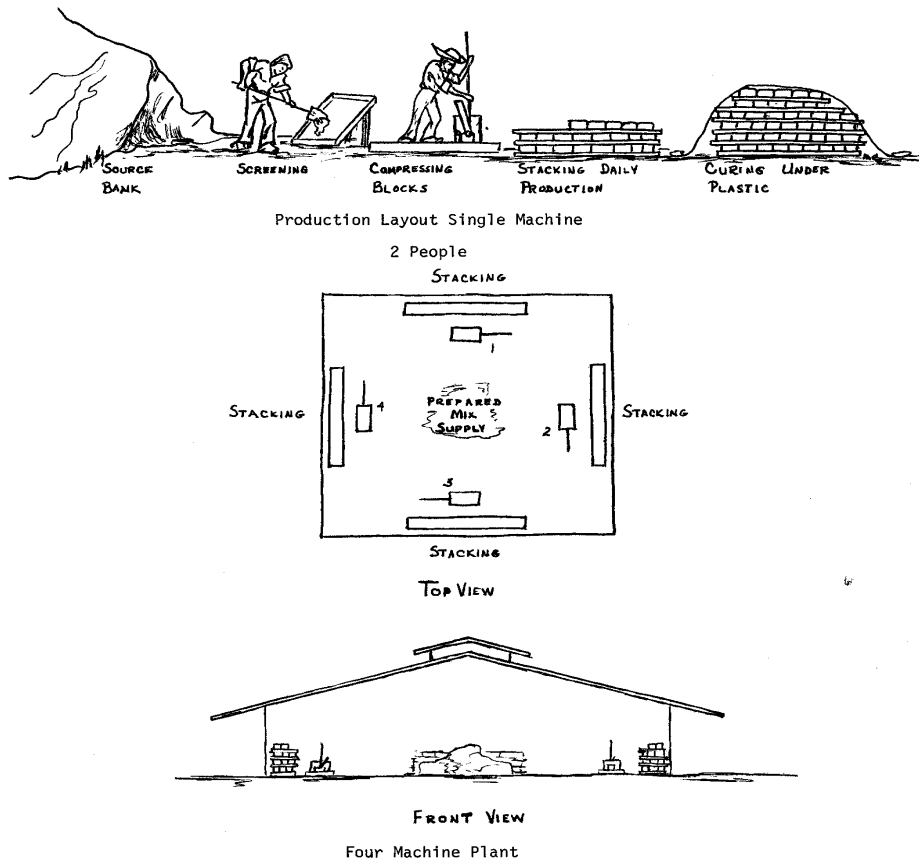 SOURCE BANK
SCREENING
COMPRESSING BLOCKS
STACKING DAILY PRODUCTION
CURING UNDER PLASTIC
Production Layout Single Machine
2 People
STACKING
1
STACKING
4
PREPARED
MIX
SUPPLY
2
STACKING
3
STACKING
TOP VIEW
FRONT VIEW
Four Machine Plant